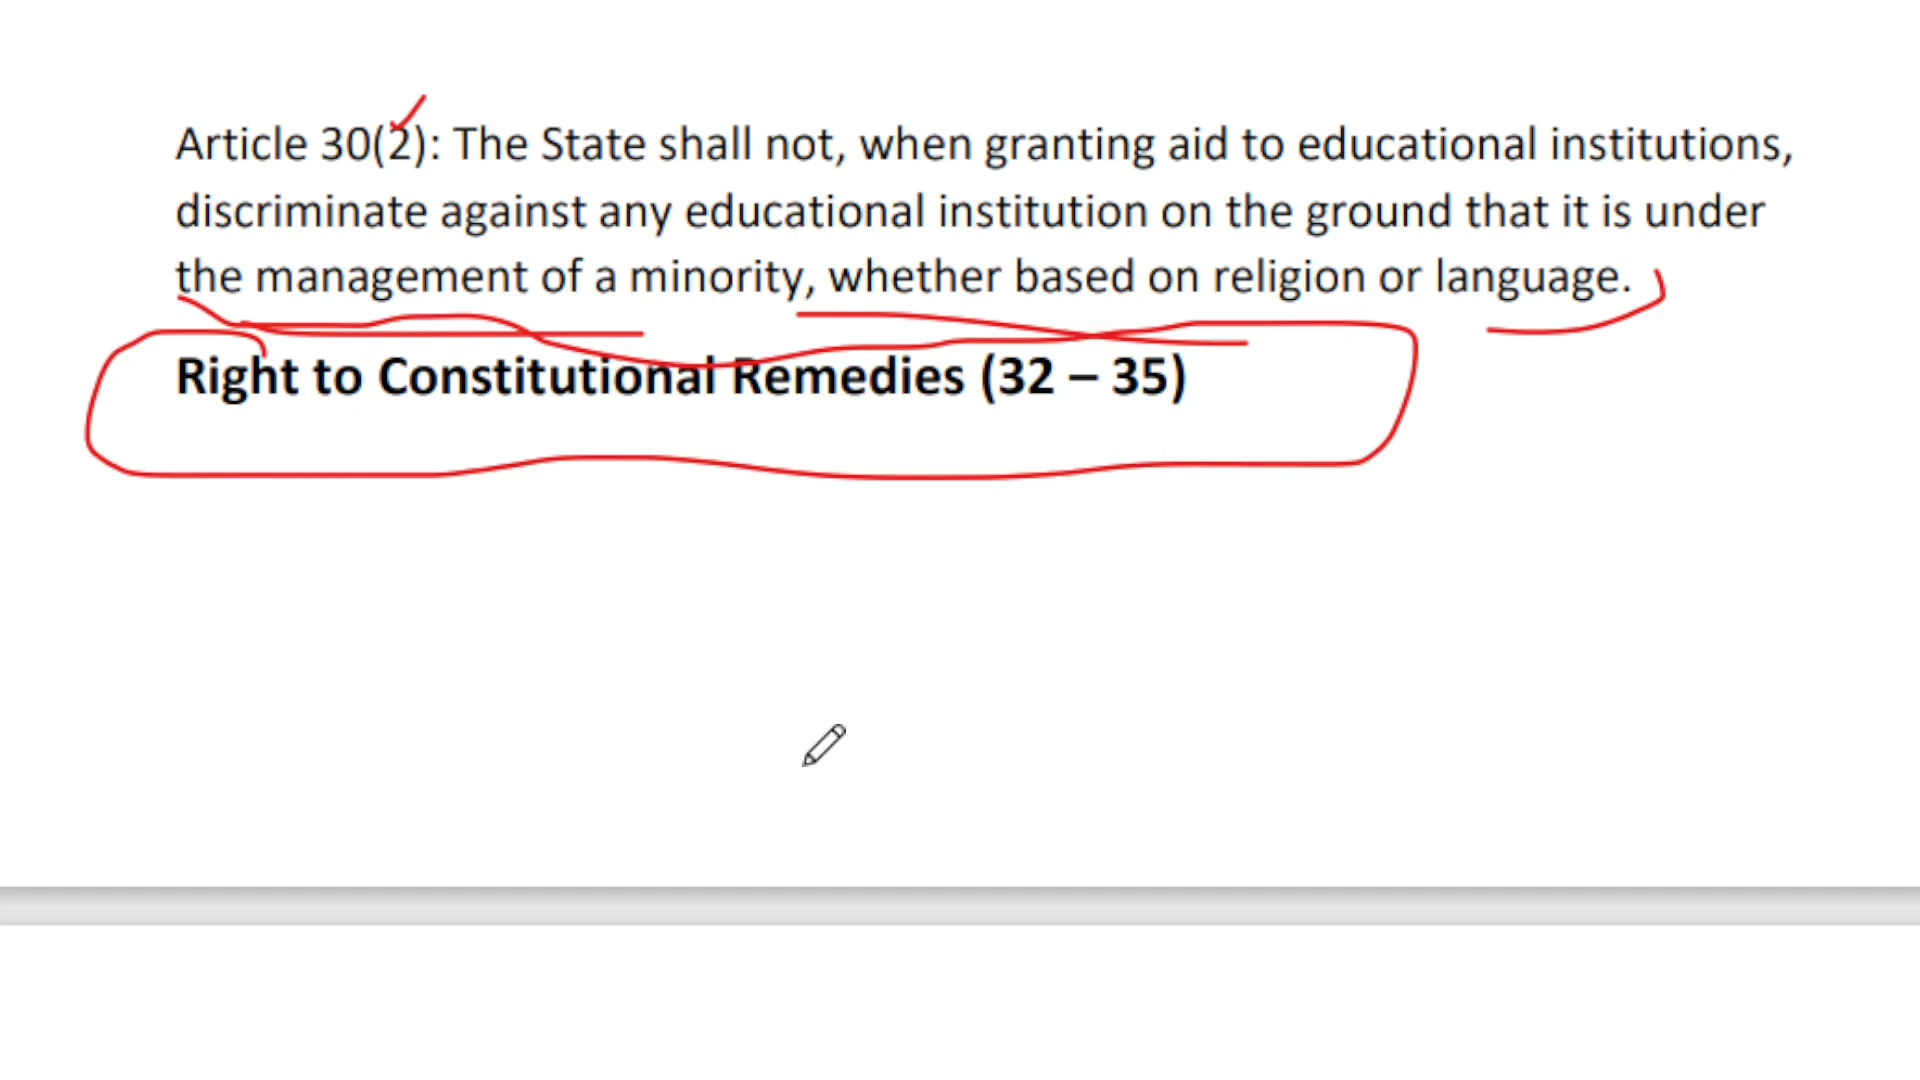 Article 30(2): The State shall not, when granting aid to educational institutions,
discriminate against any educational institution on the ground that it is under
the management of a minority, whether based on religion or language.
Right to Constitutional Remedies (32 – 35)